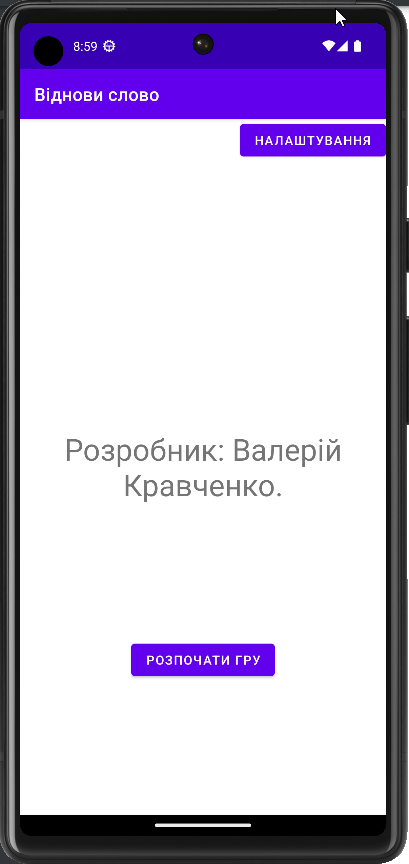 8:59
Віднови слово
НАЛАШТУВАННЯ
Розробник: Валерій
Кравченко.
РОЗПОЧАТИ ГРУ